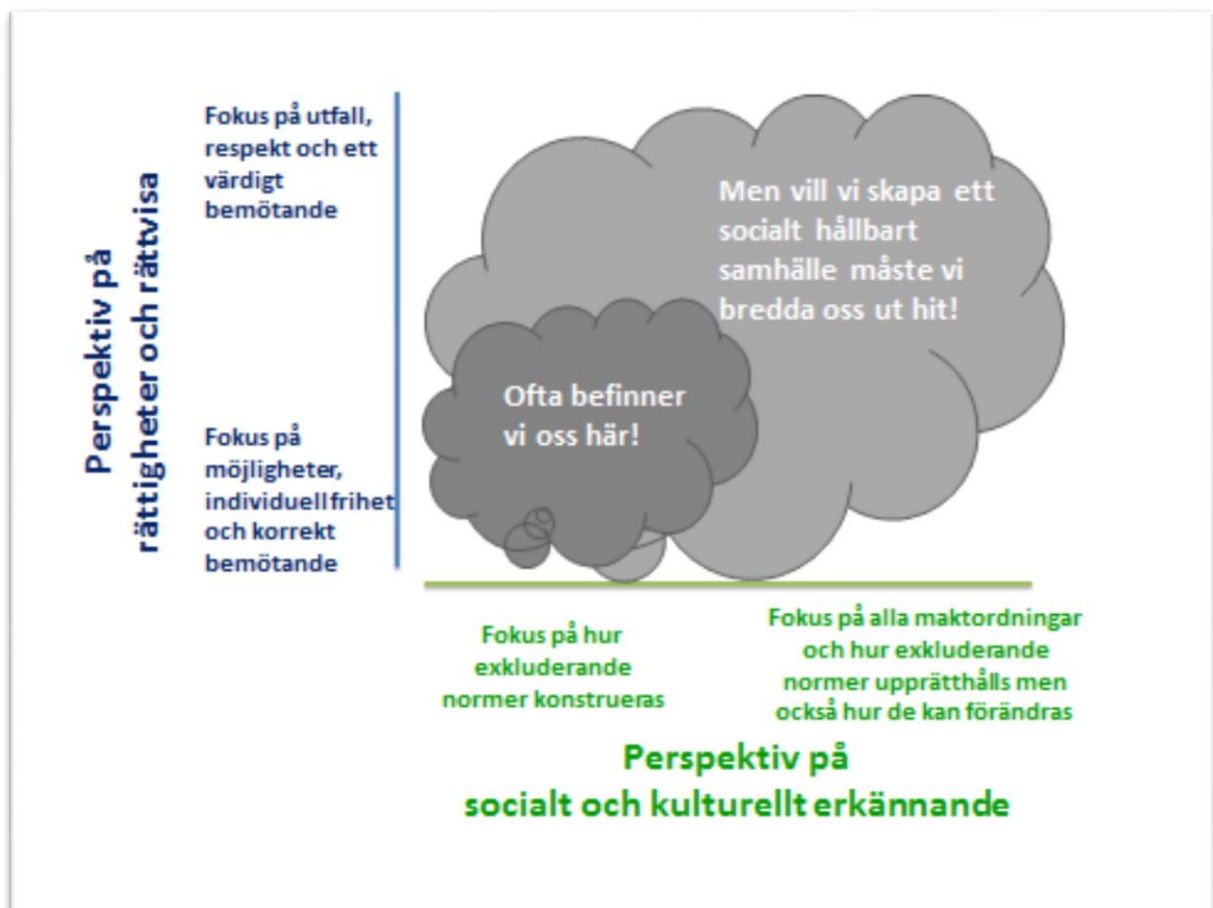 Perspektiv på
rättigheter och rättvisa
Fokus på utfall,
respekt och ett
värdigt
bemötande
Fokus på
möjligheter,
individuell frihet
och korrekt
bemötande
Men vill vi skapa ett
socialt hållbart
samhälle måste vi
bredda oss ut hit!
Ofta befinner
vi oss här!
Fokus på hur
exkluderande
normer konstrueras
Fokus på alla maktordningar
och hur exkluderande
normer upprätthålls men
också hur de kan förändras
Perspektiv på
socialt och kulturellt erkännande